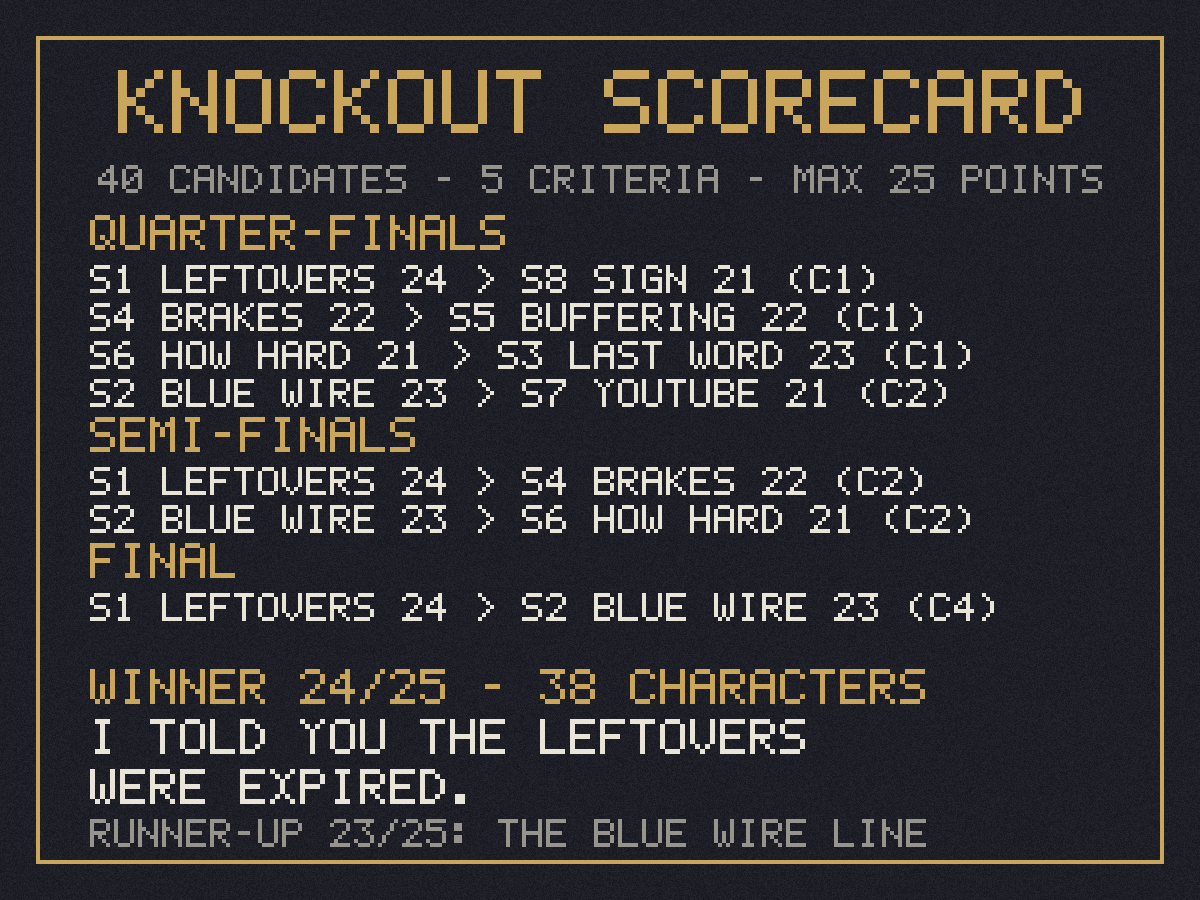 KNOCKOUT SCORECARD
40 CANDIDATES - 5 CRITERIA - MAX 25 POINTS
QUARTER-FINALS
S1 LEFTOVERS 24 > S8 SIGN 21 (C1)
S4 BRAKES 22 > S5 BUFFERING 22 (C1)
S6 HOW HARD 21 > S3 LAST WORD 23 (C1)
S2 BLUE WIRE 23 > S7 YOUTUBE 21 (C2)
SEMI-FINALS
S1 LEFTOVERS 24 > S4 BRAKES 22 (C2)
S2 BLUE WIRE 23 > S6 HOW HARD 21 (C2)
FINAL
S1 LEFTOVERS 24 > S2 BLUE WIRE 23 (C4)
WINNER 24/25 - 38 CHARACTERS
I TOLD YOU THE LEFTOVERS
WERE EXPIRED.
RUNNER-UP 23/25: THE BLUE WIRE LINE